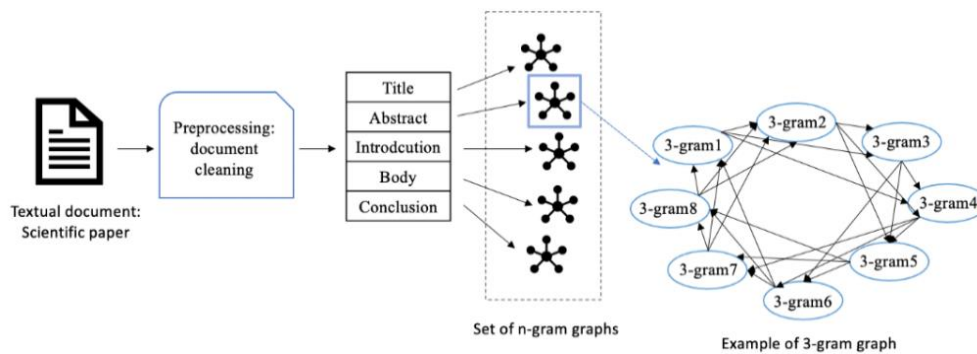 Textual document:
Scientific paper
Preprocessing:
document
cleaning
Title
Abstract
Introdcution
Body
Conclusion
Set of n-gram graphs
3-gram1
3-gram2
3-gram3
3-gram4
3-gram5
3-gram6
3-gram7
3-gram8
Example of 3-gram graph